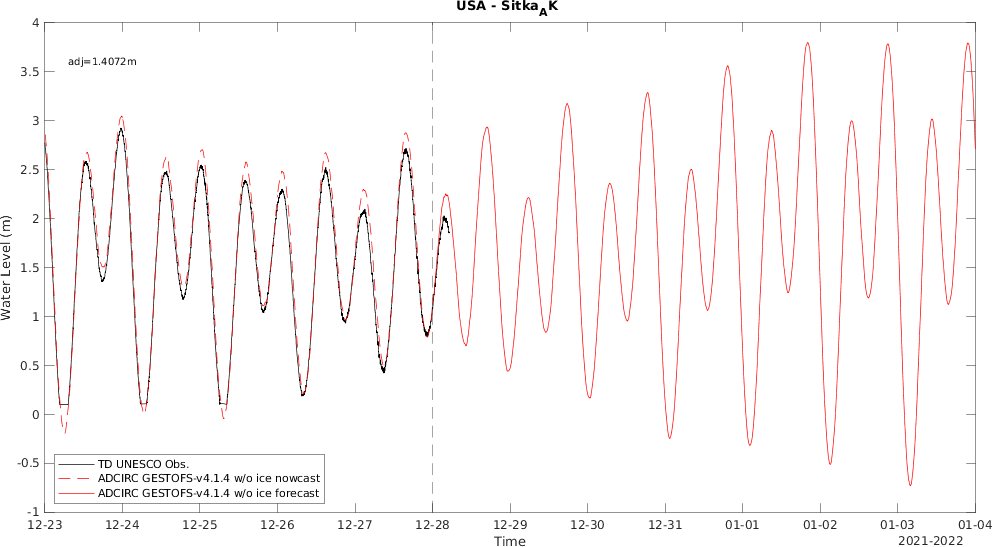 USA - Sitka_AK
adj=1.4072m
4
3.5
3
2.5
2
1.5
1
0.5
0
-0.5
-1
Water Level (m)
TD UNESCO Obs.
ADCIRC GESTOFS-v4.1.4 w/o ice nowcast
ADCIRC GESTOFS-v4.1.4 w/o ice forecast
12-23 12-24 12-25 12-26 12-27 12-28 12-29 12-30 12-31 01-01 01-02 01-03 01-04
Time
2021-2022